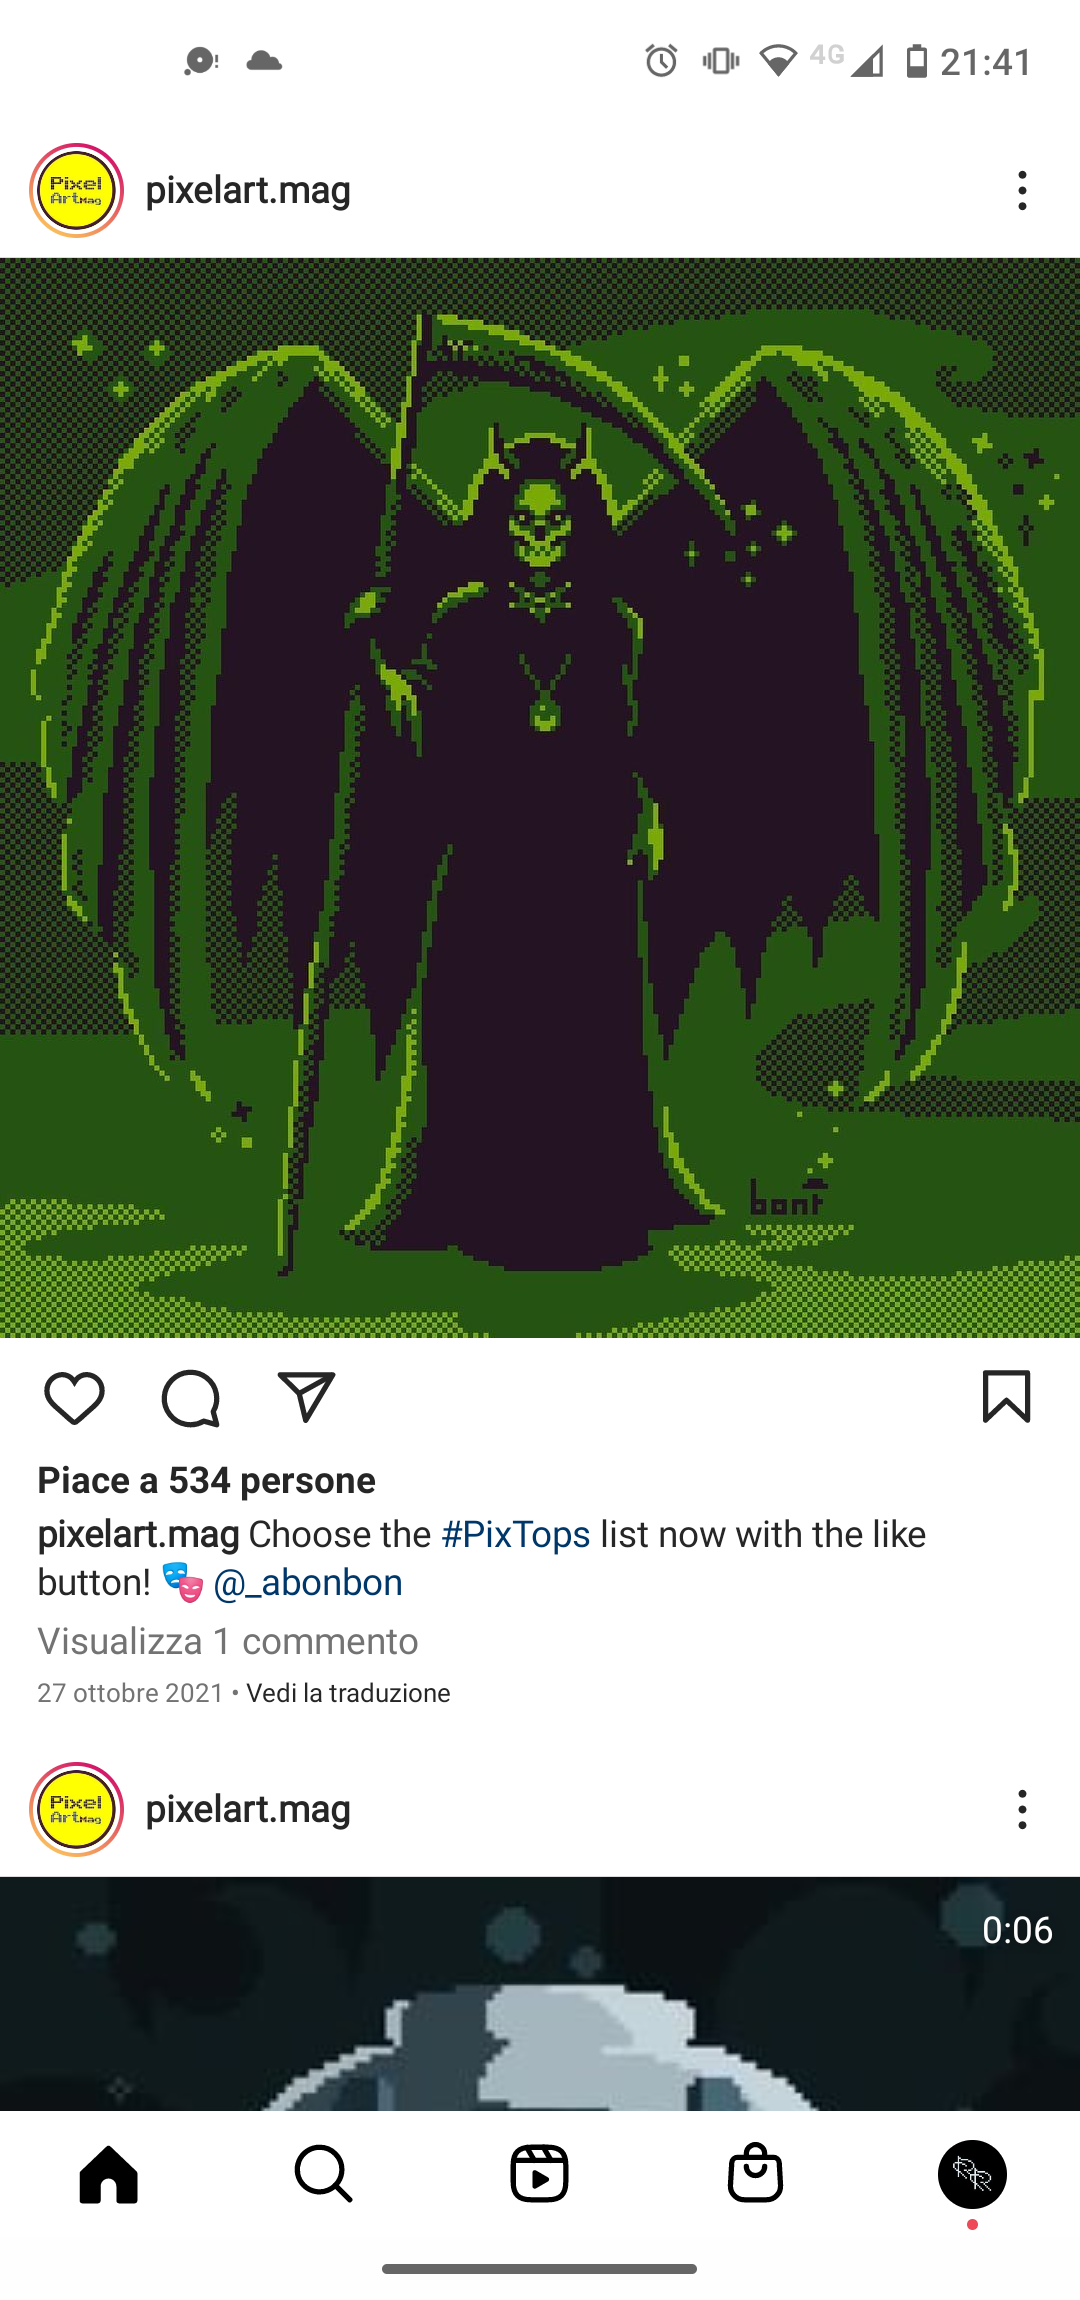 4G 21:41
Pixel
ArtMag
pixelart.mag
bont
Piace a 534 persone
pixelart.mag Choose the #PixTops list now with the like
button! 🎭 @_abonbon
Visualizza 1 commento
27 ottobre 2021 • Vedi la traduzione
Pixel
ArtMag
pixelart.mag
0:06